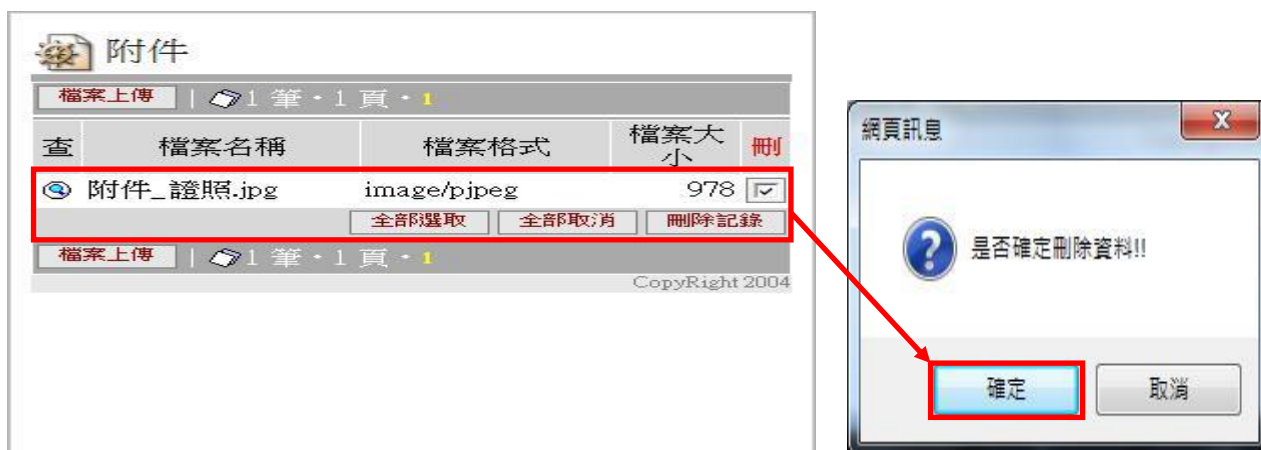 附件
檔案上傳 | 1 筆‧1 頁‧1
查 檔案名稱 檔案格式 檔案大小 刪
附件_證照.jpg image/pjpeg 978
全部選取 全部取消 刪除記錄
檔案上傳 | 1 筆‧1 頁‧1
CopyRight 2004
網頁訊息
是否確定刪除資料!!
確定 取消